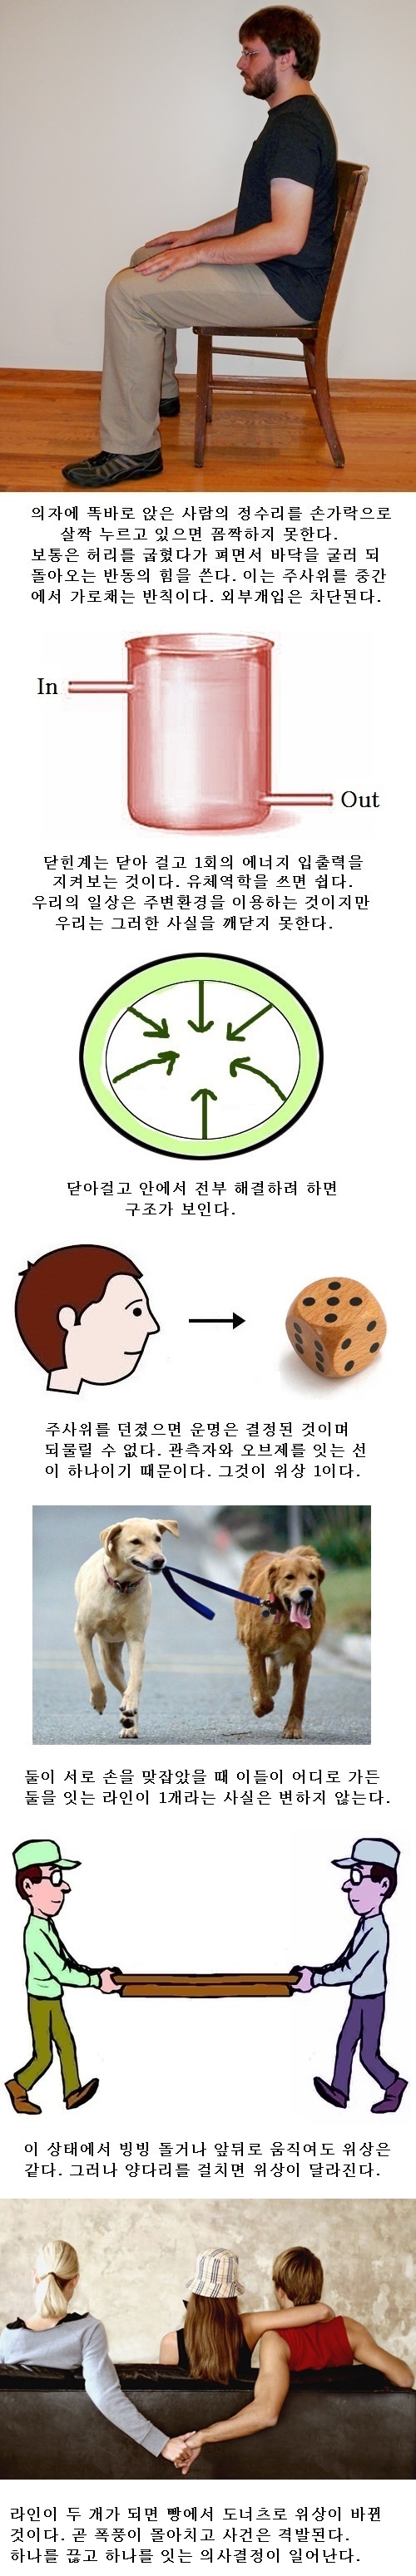 의자에 똑바로 앉은 사람의 정수리를 손가락으로
살짝 누르고 있으면 꼼짝하지 못한다.
보통은 허리를 굽혔다가 펴면서 바닥을 굴러 되
돌아오는 반동의 힘을 쓴다. 이는 주사위를 중간
에서 가로채는 반칙이다. 외부개입은 차단된다.
In
Out
닫힌계는 닫아 걸고 1회의 에너지 입출력을
지켜보는 것이다. 유체역학을 쓰면 쉽다.
우리의 일상은 주변환경을 이용하는 것이지만
우리는 그러한 사실을 깨닫지 못한다.
닫아걸고 안에서 전부 해결하려 하면
구조가 보인다.
주사위를 던졌으면 운명은 결정된 것이며
되물릴 수 없다. 관측자와 오브제를 잇는 선
이 하나이기 때문이다. 그것이 위상 1이다.
둘이 서로 손을 맞잡았을 때 이들이 어디로 가든
둘을 잇는 라인이 1개라는 사실은 변하지 않는다.
이 상태에서 빙빙 돌거나 앞뒤로 움직여도 위상은
같다. 그러나 양다리를 걸치면 위상이 달라진다.
라인이 두 개가 되면 빵에서 도너츠로 위상이 바뀐
것이다. 곧 폭풍이 몰아치고 사건은 격발된다.
하나를 끊고 하나를 잇는 의사결정이 일어난다.